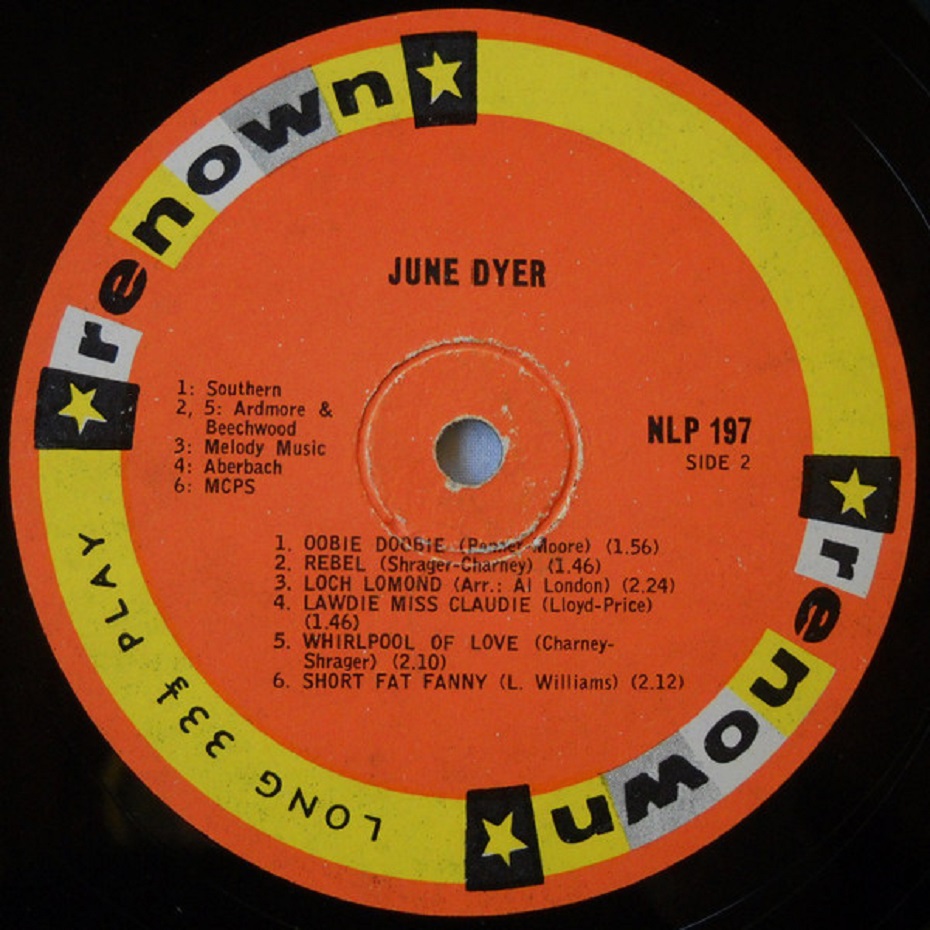 renown
JUNE DYER
1: Southern
2, 5: Ardmore &
Beechwood
3: Melody Music
4: Aberbach
6: MCPS
NLP 197
SIDE 2
1. OOBIE DOOBIE (Penner-Moore) (1.56)
2. REBEL (Shrager-Charney) (1.46)
3. LOCH LOMOND (Arr.: Al London) (2.24)
4. LAWDIE MISS CLAUDIE (Lloyd-Price)
(1.46)
5. WHIRLPOOL OF LOVE (Charney-
Shrager) (2.10)
6. SHORT FAT FANNY (L. Williams) (2.12)
renown
LONG 33⅓ PLAY